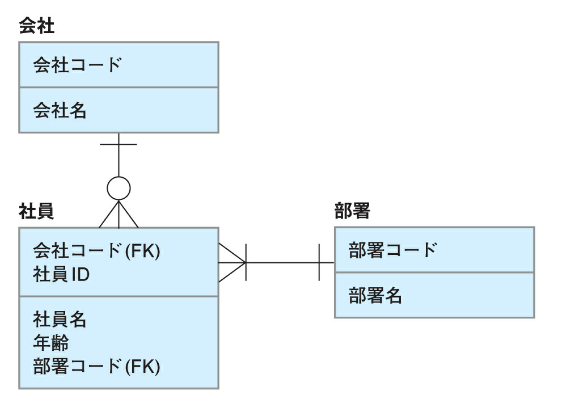 会社
会社コード
会社名
社員
会社コード(FK)
社員ID
社員名
年齢
部署コード(FK)
部署
部署コード
部署名